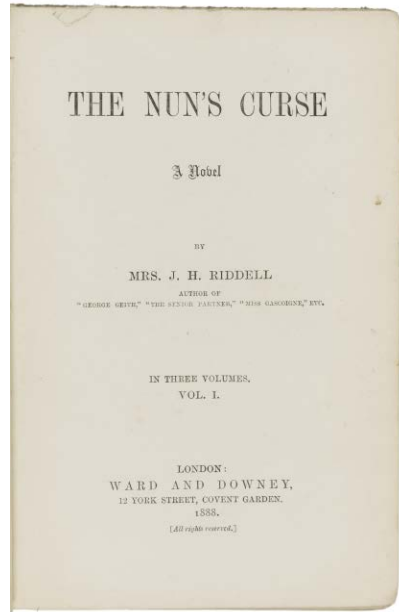 THE NUN'S CURSE
A Novel
BY
MRS. J. H. RIDDELL
AUTHOR OF
"GEORGE GEITH," "THE SENIOR PARTNER," "MISS GASCOIGNE," ETC.
IN THREE VOLUMES.
VOL. I.
LONDON:
WARD AND DOWNEY,
12 YORK STREET, COVENT GARDEN.
1888.
[All rights reserved.]